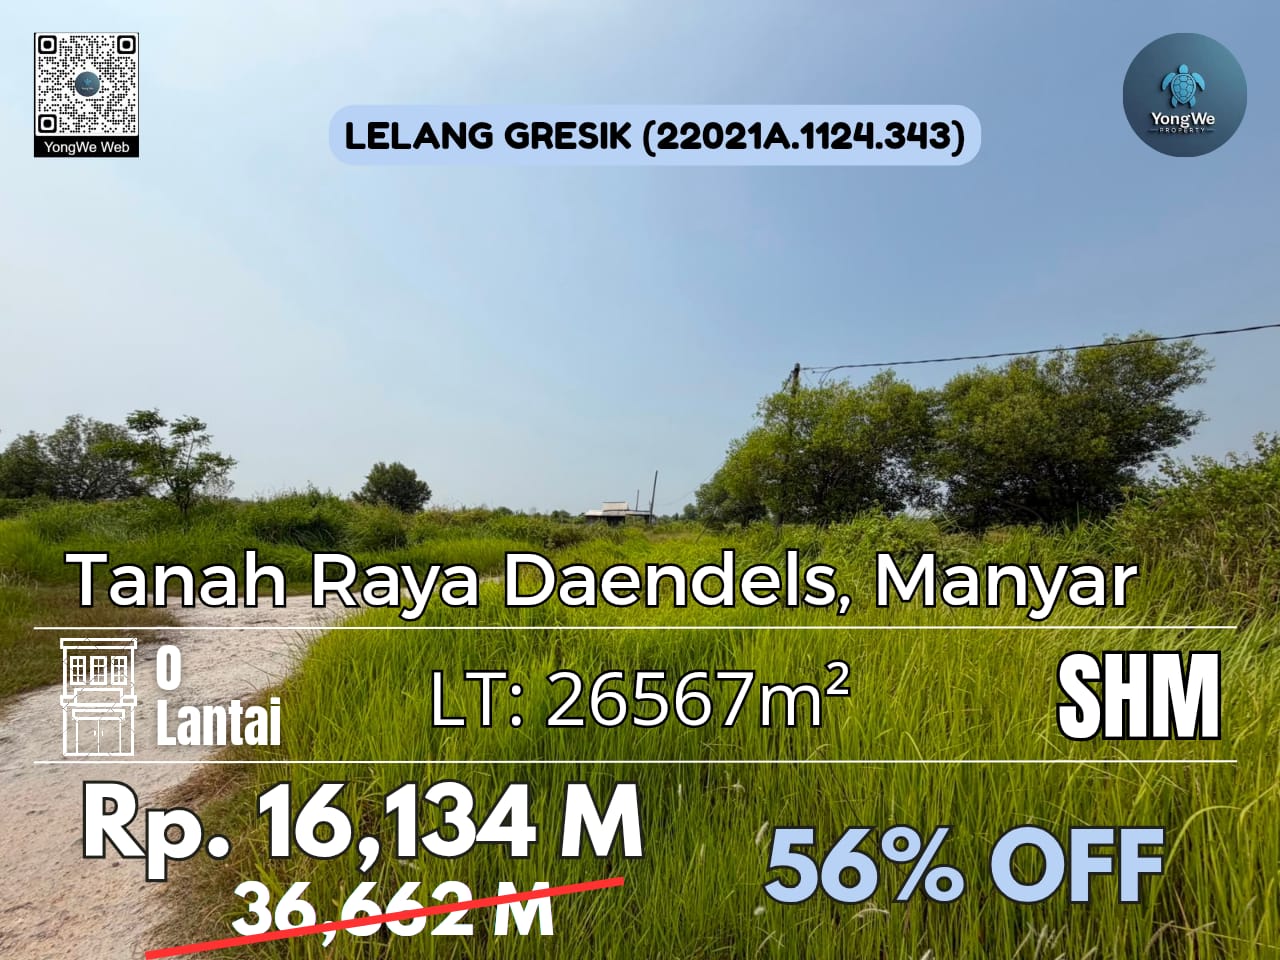 YongWe Web
LELANG GRESIK (22021A.1124.343)
YongWe
PROPERTY
Tanah Raya Daendels, Manyar
0
Lantai
LT: 26567m²
SHM
Rp. 16,134 M
36,662 M
56% OFF